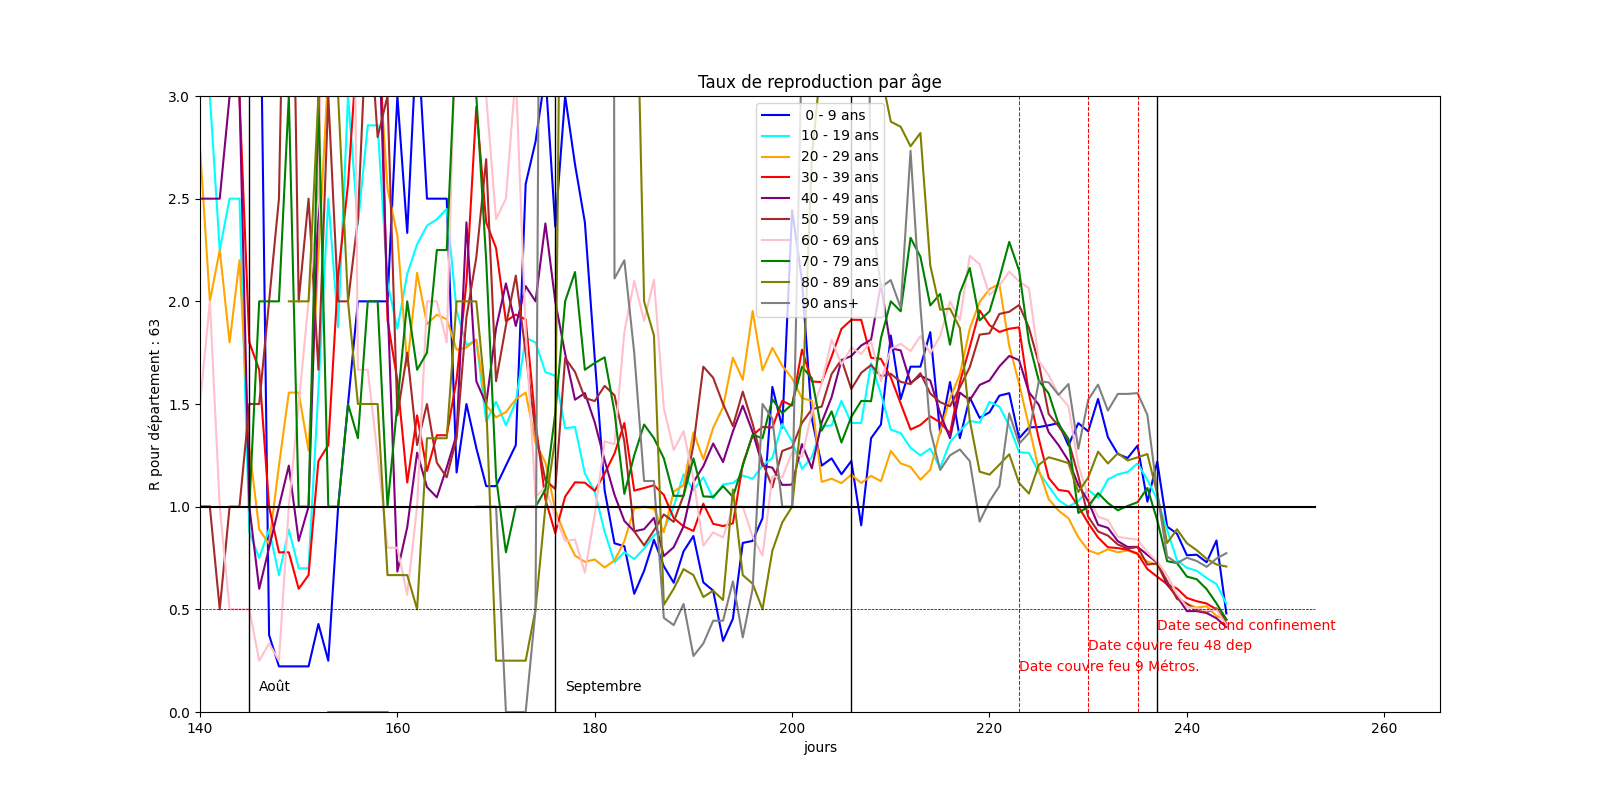 Taux de reproduction par âge
3.0
2.5
2.0
1.5
1.0
0.5
0.0
R pour département : 63
0 - 9 ans
10 - 19 ans
20 - 29 ans
30 - 39 ans
40 - 49 ans
50 - 59 ans
60 - 69 ans
70 - 79 ans
80 - 89 ans
90 ans+
Date second confinement
Date couvre feu 48 dep
Date couvre feu 9 Métros.
Août
Septembre
140 160 180 200 220 240 260
jours